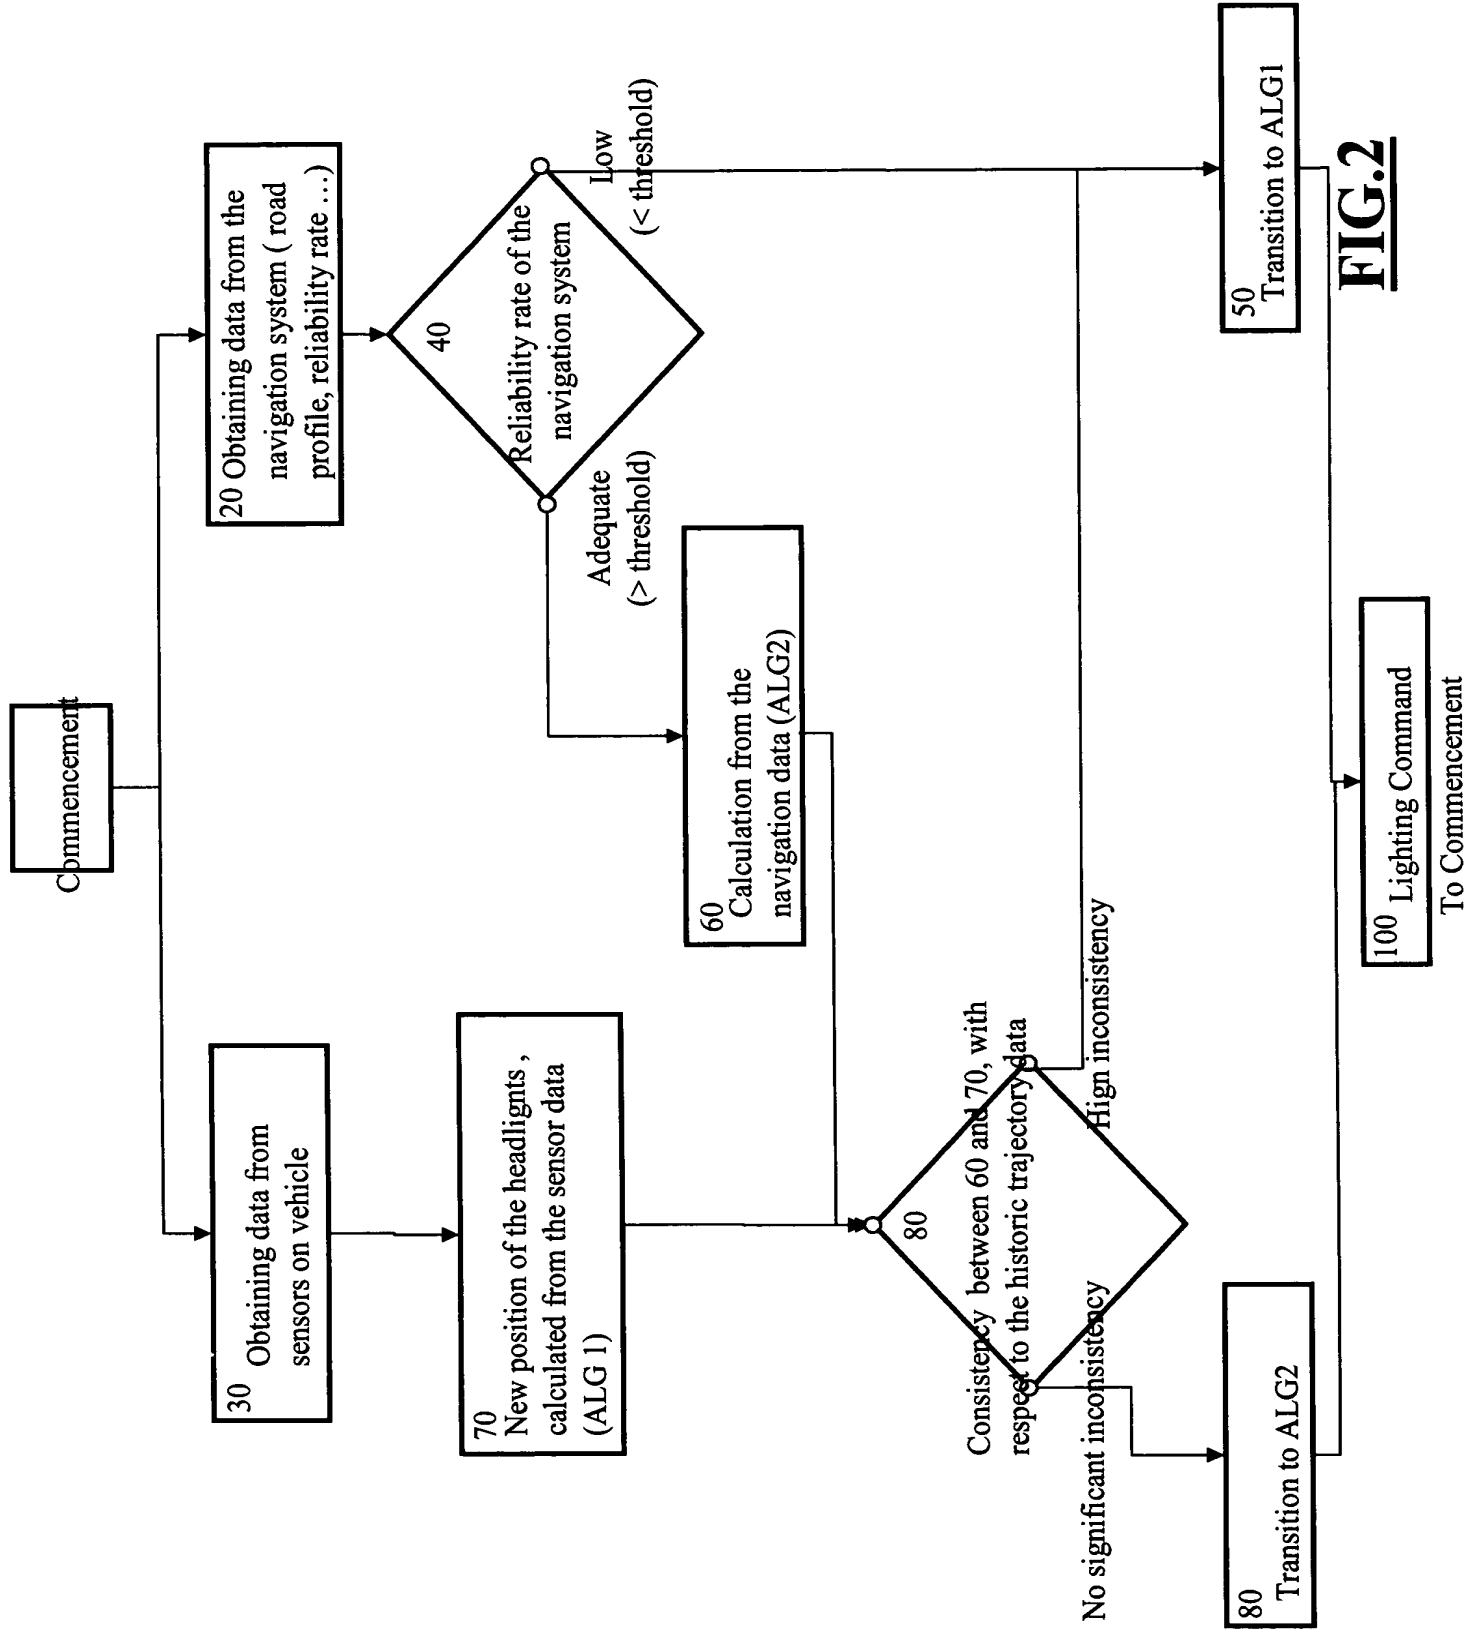 Commencement
30 Obtaining data from
sensors on vehicle
20 Obtaining data from the
navigation system ( road
profile, reliability rate …)
70
New position of the headlignts ,
calculated from the sensor data
(ALG 1)
40
Reliability rate of the
navigation system
Adequate
(> threshold)
Low
(< threshold)
60
Calculation from the
navigation data (ALG2)
80
Consistency between 60 and 70, with
respect to the historic trajectory data
No significant inconsistency
Hign inconsistency
80
Transition to ALG2
50
Transition to ALG1
100 Lighting Command
To Commencement
FIG.2